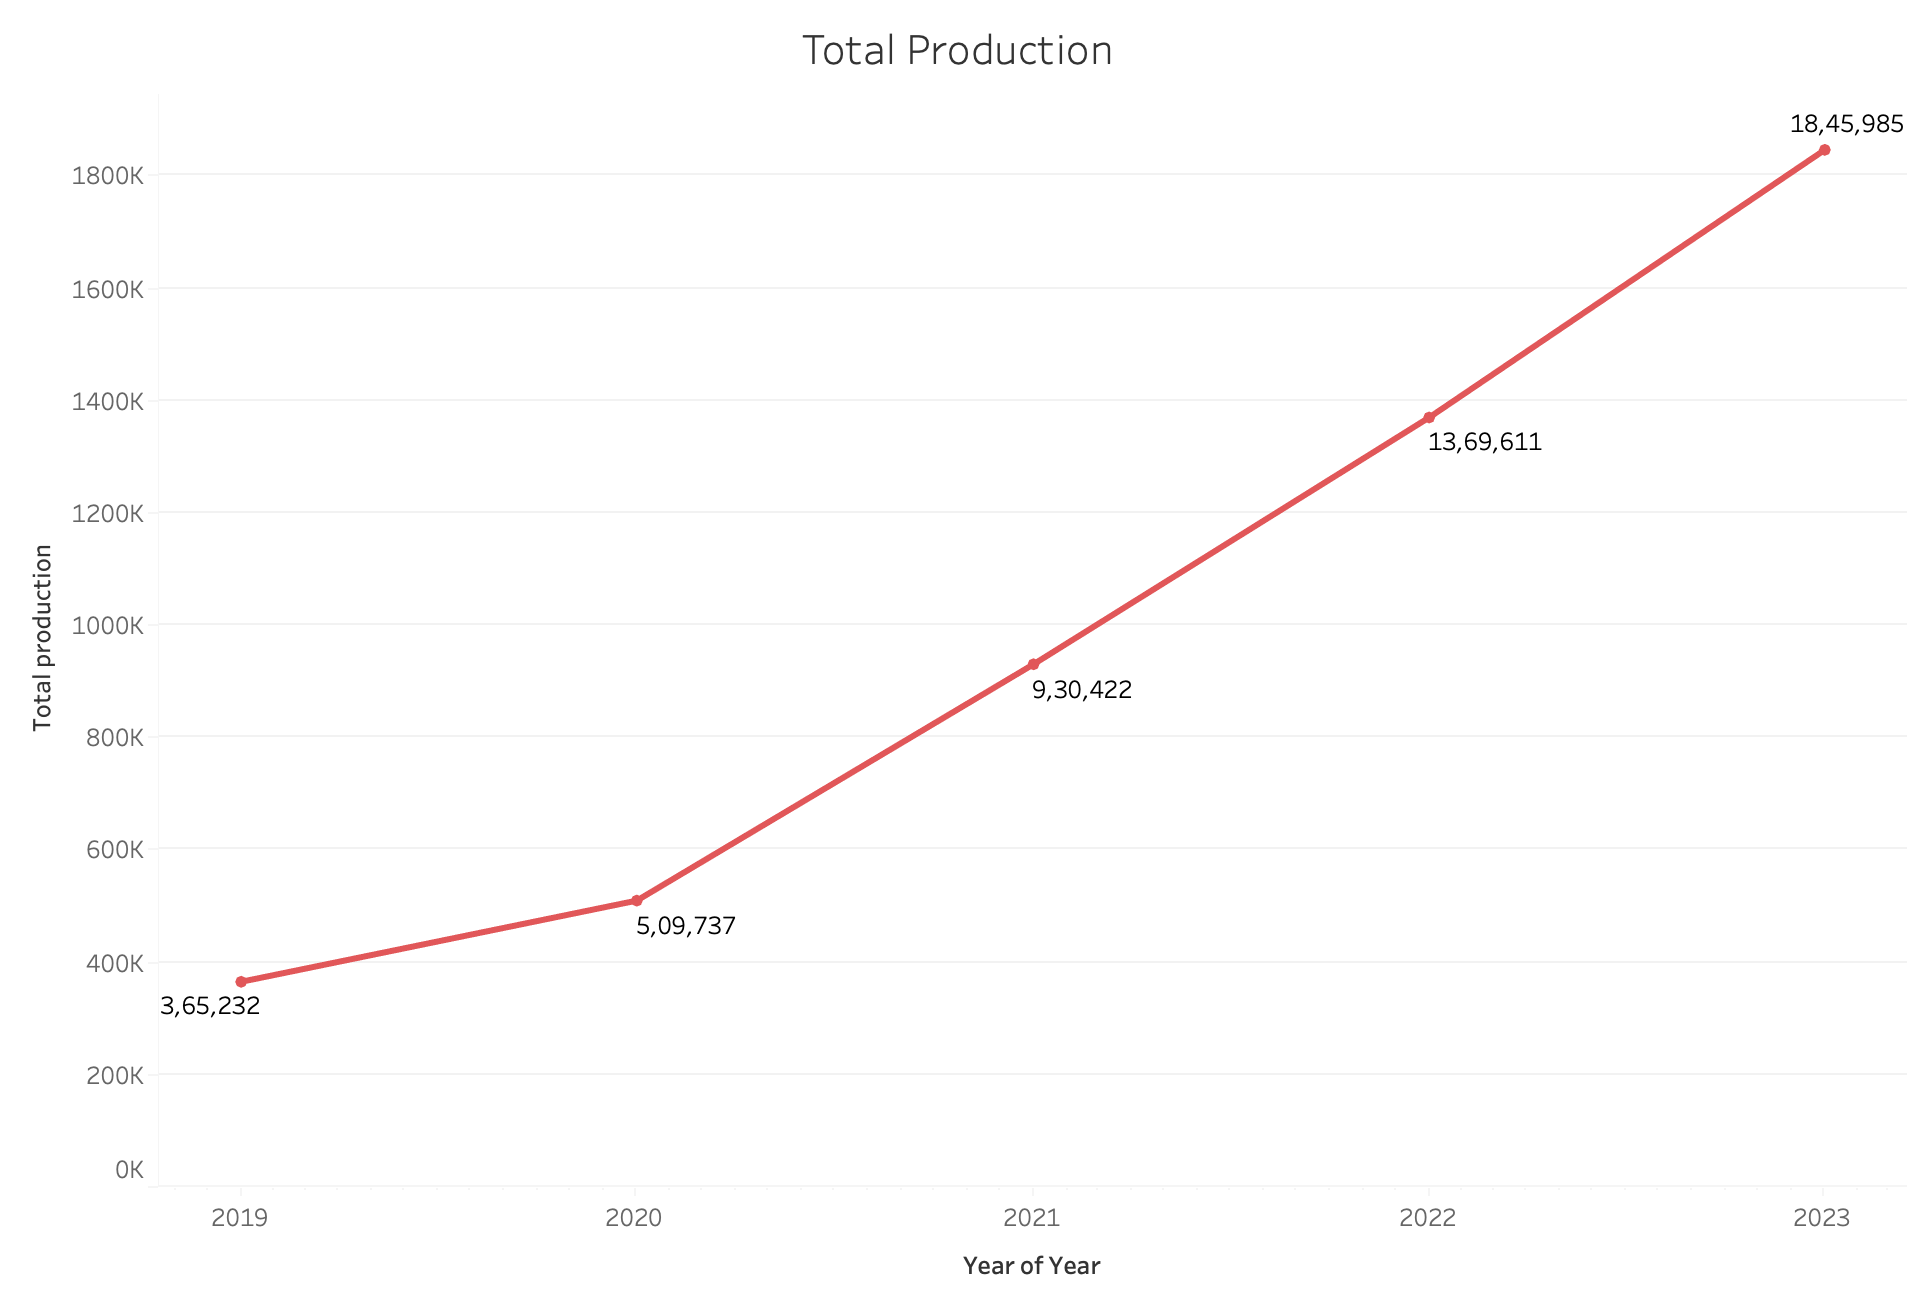 Total Production
18,45,985
1800K
1600K
1400K
13,69,611
1200K
1000K
Total production
9,30,422
800K
600K
5,09,737
400K
3,65,232
200K
0K
2019 2020 2021 2022 2023
Year of Year